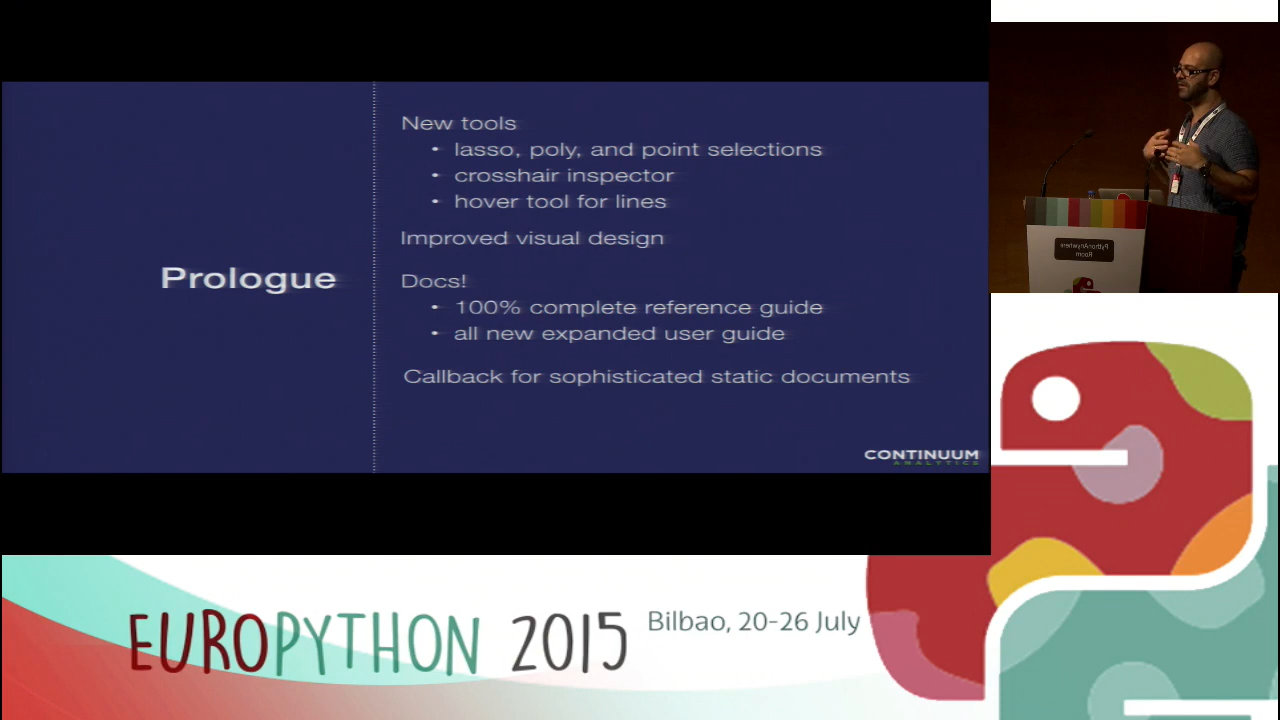 Prologue
New tools
• lasso, poly, and point selections
• crosshair inspector
• hover tool for lines
Improved visual design
Docs!
• 100% complete reference guide
• all new expanded user guide
Callback for sophisticated static documents
CONTINUUM
ANALYTICS
PythonAnywhere
Room
EUROPYTHON 2015
Bilbao, 20-26 July